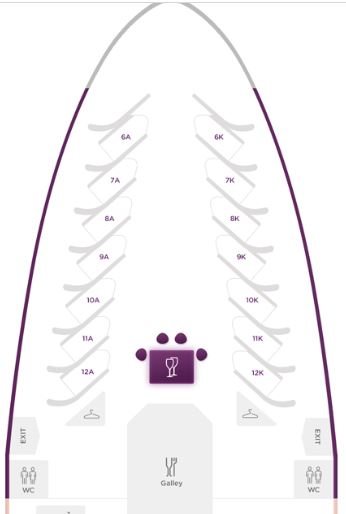 6A 6K
7A 7K
8A 8K
9A 9K
10A 10K
11A 11K
12A 12K
EXIT EXIT
Galley
WC WC